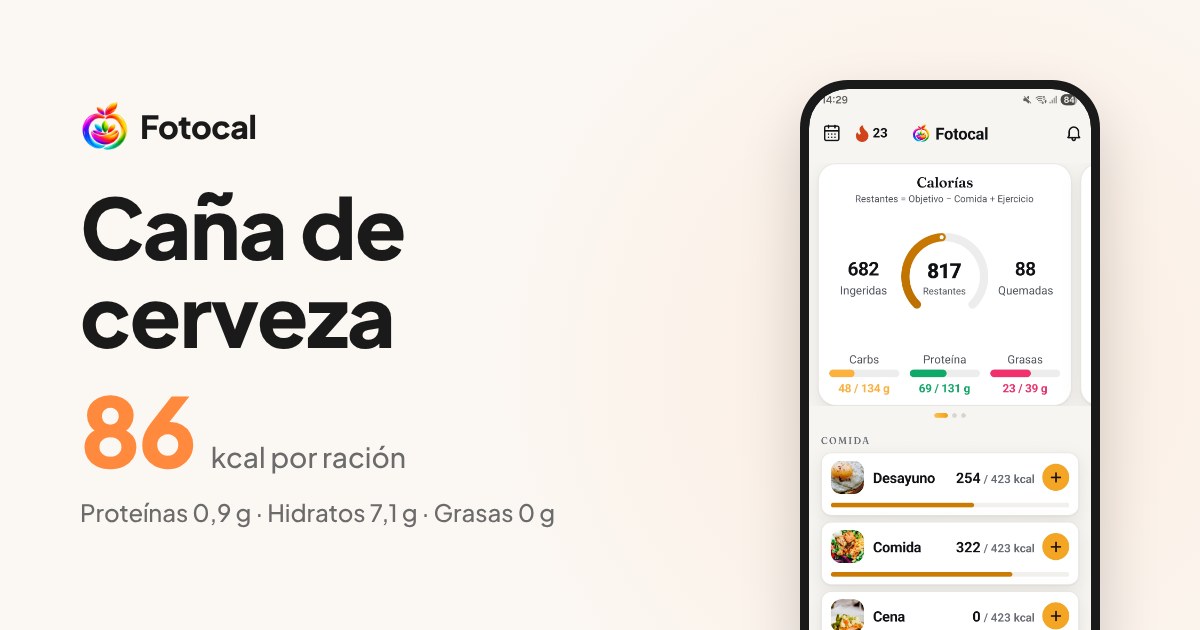 Fotocal
Caña de
cerveza
86 kcal por ración
Proteínas 0,9 g · Hidratos 7,1 g · Grasas 0 g
14:29
84
23
Fotocal
Calorías
Restantes = Objetivo − Comida + Ejercicio
682
Ingeridas
817
Restantes
88
Quemadas
Carbs
48 / 134 g
Proteína
69 / 131 g
Grasas
23 / 39 g
COMIDA
Desayuno 254 / 423 kcal +
Comida 322 / 423 kcal +
Cena 0 / 423 kcal +